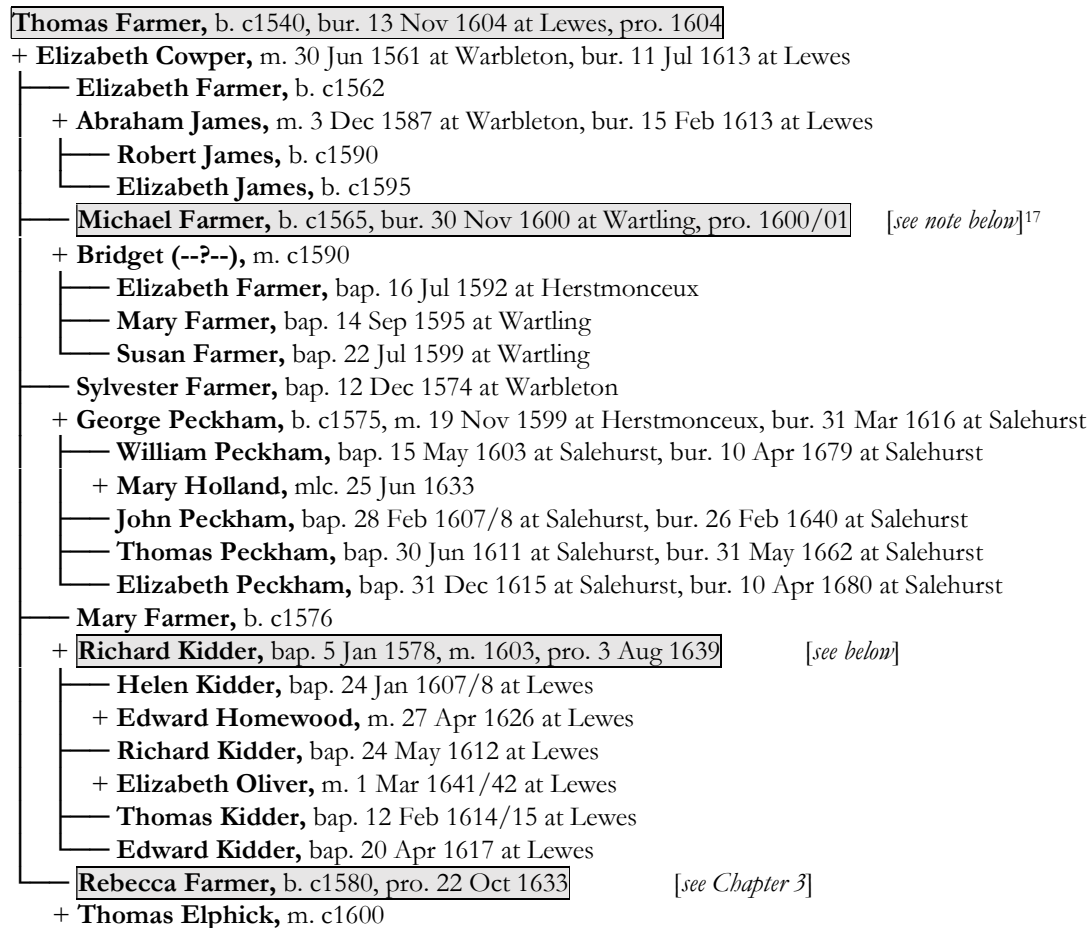 Thomas Farmer, b. c1540, bur. 13 Nov 1604 at Lewes, pro. 1604
+ Elizabeth Cowper, m. 30 Jun 1561 at Warbleton, bur. 11 Jul 1613 at Lewes
Elizabeth Farmer, b. c1562
+ Abraham James, m. 3 Dec 1587 at Warbleton, bur. 15 Feb 1613 at Lewes
Robert James, b. c1590
Elizabeth James, b. c1595
Michael Farmer, b. c1565, bur. 30 Nov 1600 at Wartling, pro. 1600/01 [see note below]17
+ Bridget (--?--), m. c1590
Elizabeth Farmer, bap. 16 Jul 1592 at Herstmonceux
Mary Farmer, bap. 14 Sep 1595 at Wartling
Susan Farmer, bap. 22 Jul 1599 at Wartling
Sylvester Farmer, bap. 12 Dec 1574 at Warbleton
+ George Peckham, b. c1575, m. 19 Nov 1599 at Herstmonceux, bur. 31 Mar 1616 at Salehurst
William Peckham, bap. 15 May 1603 at Salehurst, bur. 10 Apr 1679 at Salehurst
+ Mary Holland, mlc. 25 Jun 1633
John Peckham, bap. 28 Feb 1607/8 at Salehurst, bur. 26 Feb 1640 at Salehurst
Thomas Peckham, bap. 30 Jun 1611 at Salehurst, bur. 31 May 1662 at Salehurst
Elizabeth Peckham, bap. 31 Dec 1615 at Salehurst, bur. 10 Apr 1680 at Salehurst
Mary Farmer, b. c1576
+ Richard Kidder, bap. 5 Jan 1578, m. 1603, pro. 3 Aug 1639 [see below]
Helen Kidder, bap. 24 Jan 1607/8 at Lewes
+ Edward Homewood, m. 27 Apr 1626 at Lewes
Richard Kidder, bap. 24 May 1612 at Lewes
+ Elizabeth Oliver, m. 1 Mar 1641/42 at Lewes
Thomas Kidder, bap. 12 Feb 1614/15 at Lewes
Edward Kidder, bap. 20 Apr 1617 at Lewes
Rebecca Farmer, b. c1580, pro. 22 Oct 1633 [see Chapter 3]
+ Thomas Elphick, m. c1600